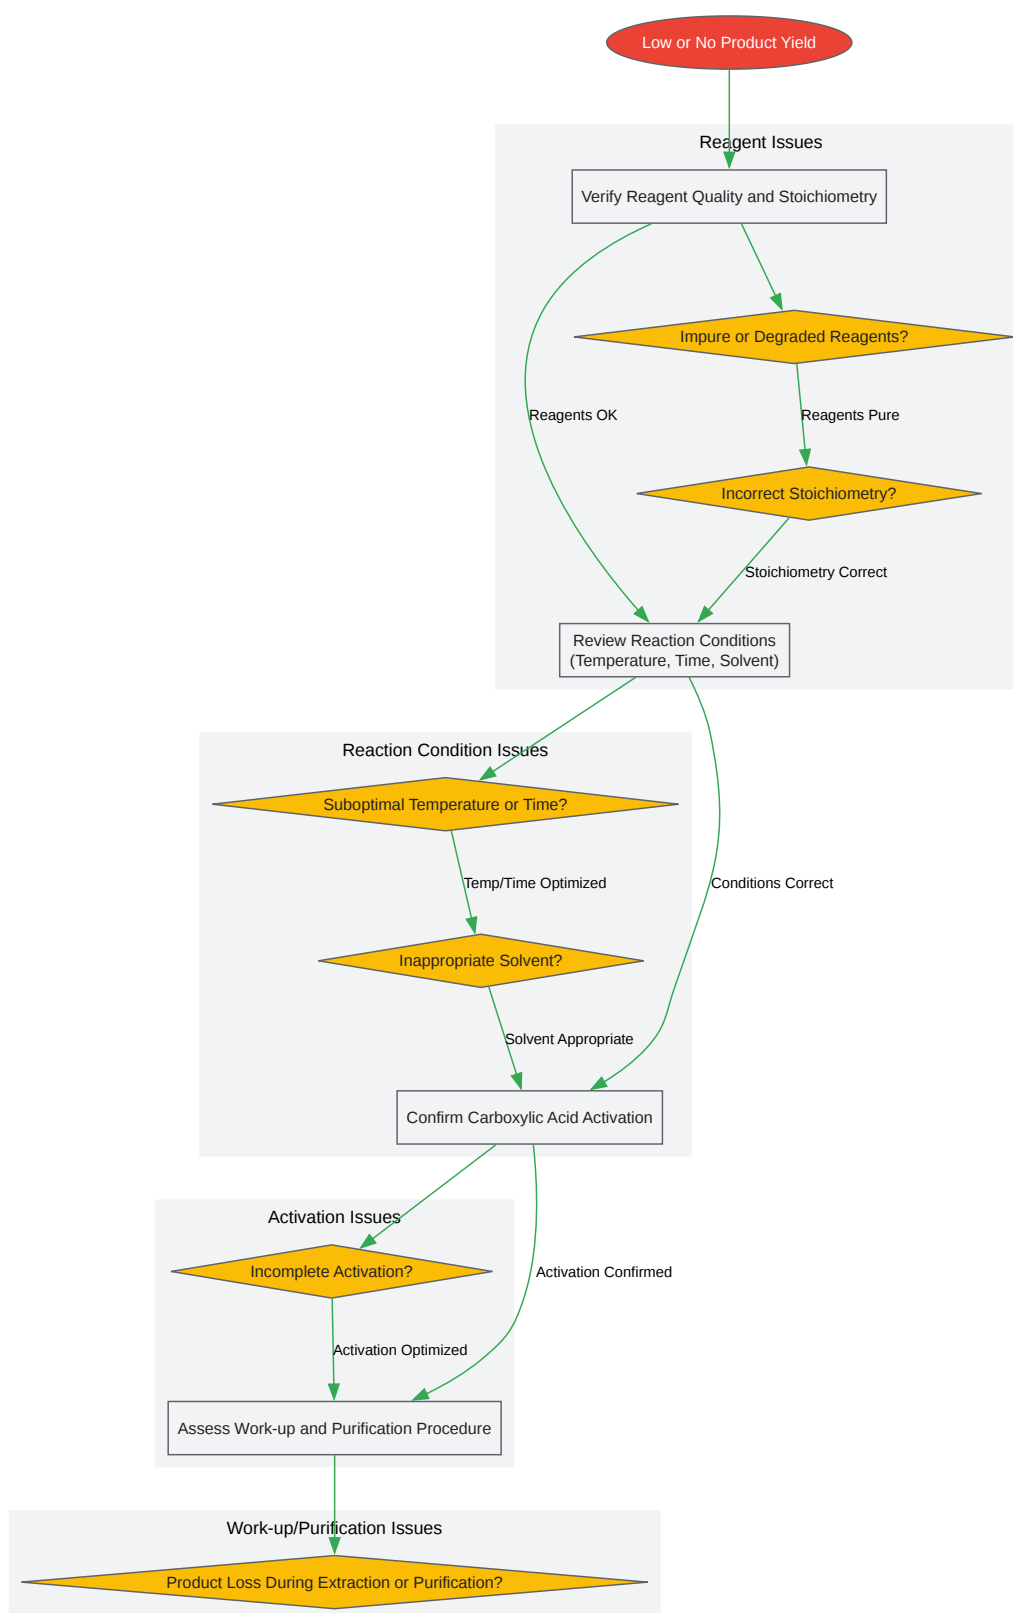 Low or No Product Yield
Reagent Issues
Verify Reagent Quality and Stoichiometry
Impure or Degraded Reagents?
Reagents OK
Reagents Pure
Incorrect Stoichiometry?
Stoichiometry Correct
Review Reaction Conditions
(Temperature, Time, Solvent)
Reaction Condition Issues
Suboptimal Temperature or Time?
Temp/Time Optimized
Conditions Correct
Inappropriate Solvent?
Solvent Appropriate
Confirm Carboxylic Acid Activation
Activation Issues
Incomplete Activation?
Activation Confirmed
Activation Optimized
Assess Work-up and Purification Procedure
Work-up/Purification Issues
Product Loss During Extraction or Purification?